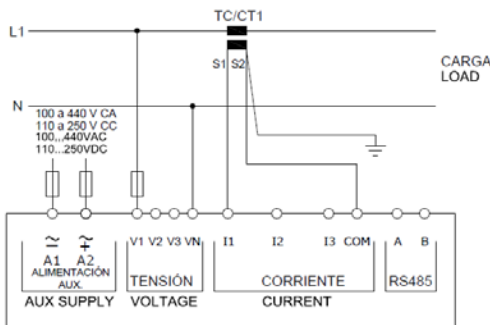 TC/CT1
L1
S1 S2
CARGA
LOAD
N
100 a 440 V CA
110 a 250 V CC
100...440VAC
110...250VDC
A1 A2
ALIMENTACIÓN
AUX.
AUX SUPPLY
V1 V2 V3 VN
TENSIÓN
VOLTAGE
I1 I2 I3 COM
CORRIENTE
CURRENT
A B
RS485